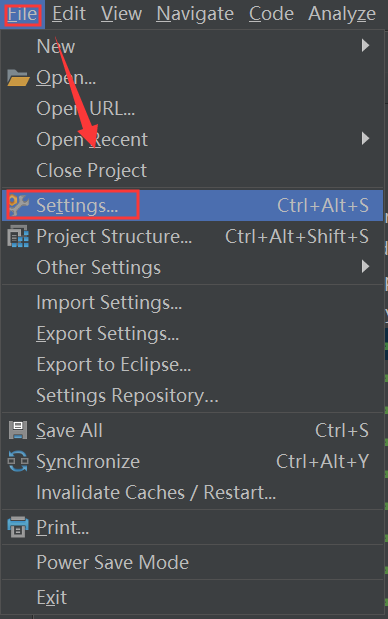 File Edit View Navigate Code Analyze
New
Open...
Open URL...
Open Recent
Close Project
Settings... Ctrl+Alt+S
Project Structure... Ctrl+Alt+Shift+S
Other Settings
Import Settings...
Export Settings...
Export to Eclipse...
Settings Repository...
Save All Ctrl+S
Synchronize Ctrl+Alt+Y
Invalidate Caches / Restart...
Print...
Power Save Mode
Exit